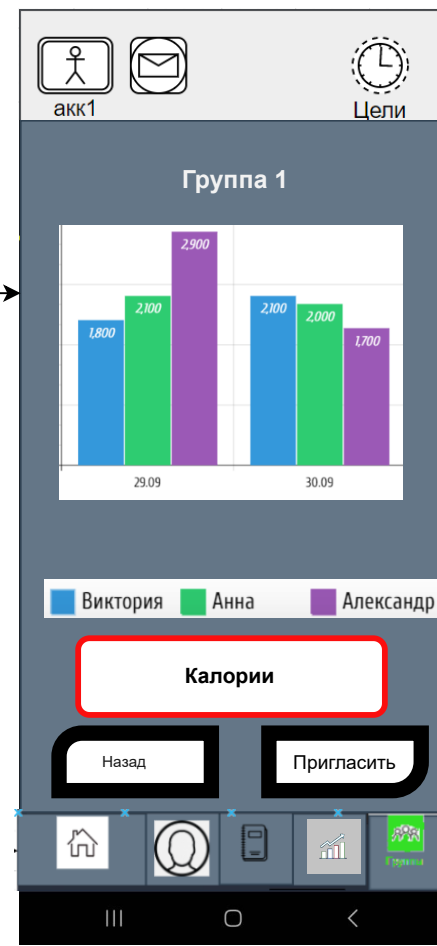 акк1
Цели
Группа 1
2,900
2,100
2,100
2,000
1,800
1,700
29.09
30.09
Виктория Анна Александр
Калории
Назад
Пригласить
Группы